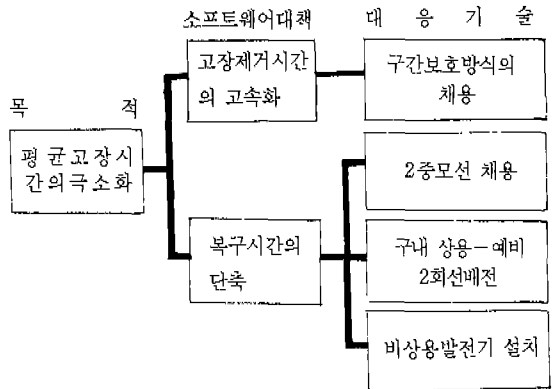 소프트웨어대책
대 응 기 술
고장제거시간
의 고속화
구간보호방식의
채용
목 적
평균고장시
간의극소화
2중모선 채용
복구시간의
단축
구내 상용-예비
2회선배전
비상용발전기 설치